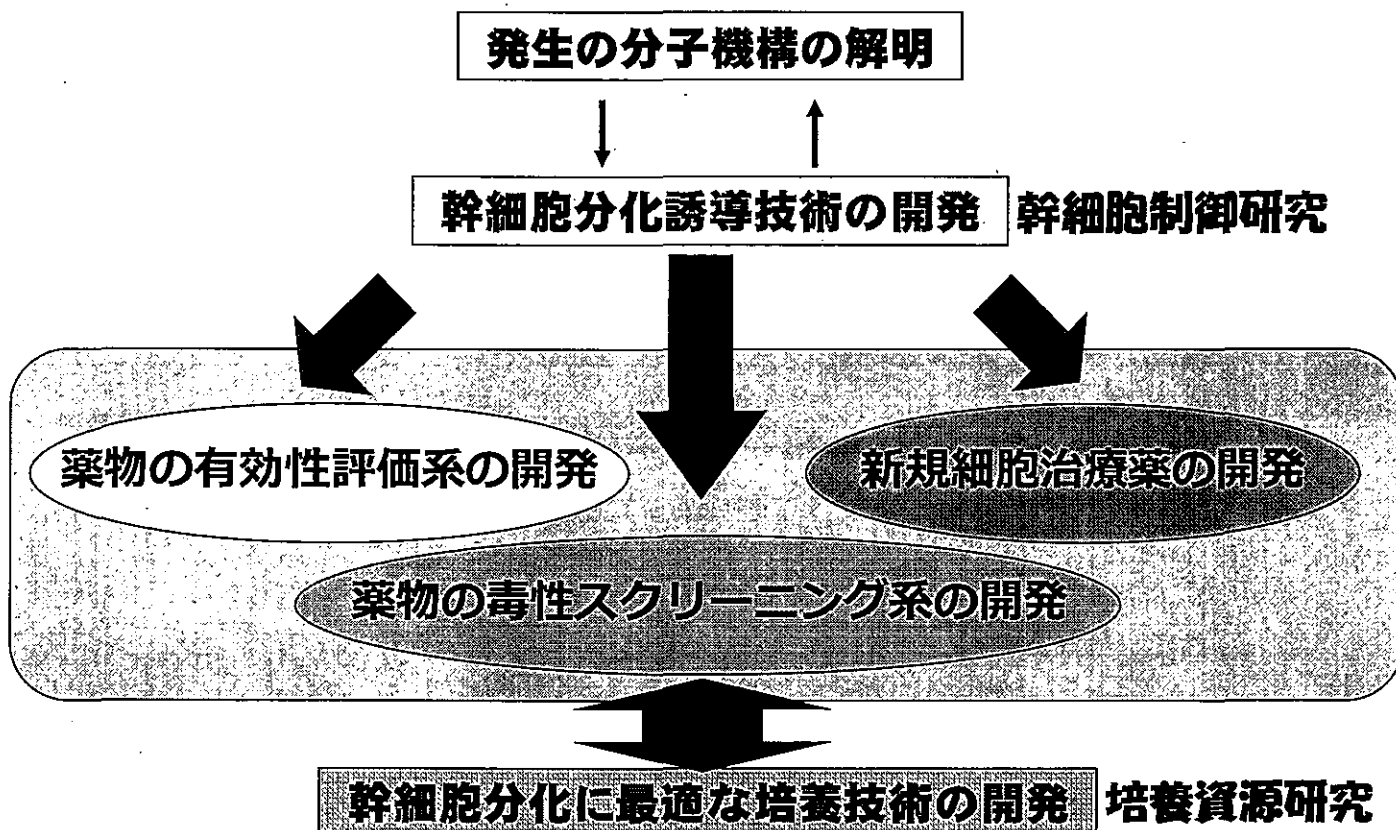 発生の分子機構の解明
幹細胞分化誘導技術の開発 幹細胞制御研究
薬物の有効性評価系の開発
新規細胞治療薬の開発
薬物の毒性スクリーニング系の開発
幹細胞分化に最適な培養技術の開発 培養資源研究